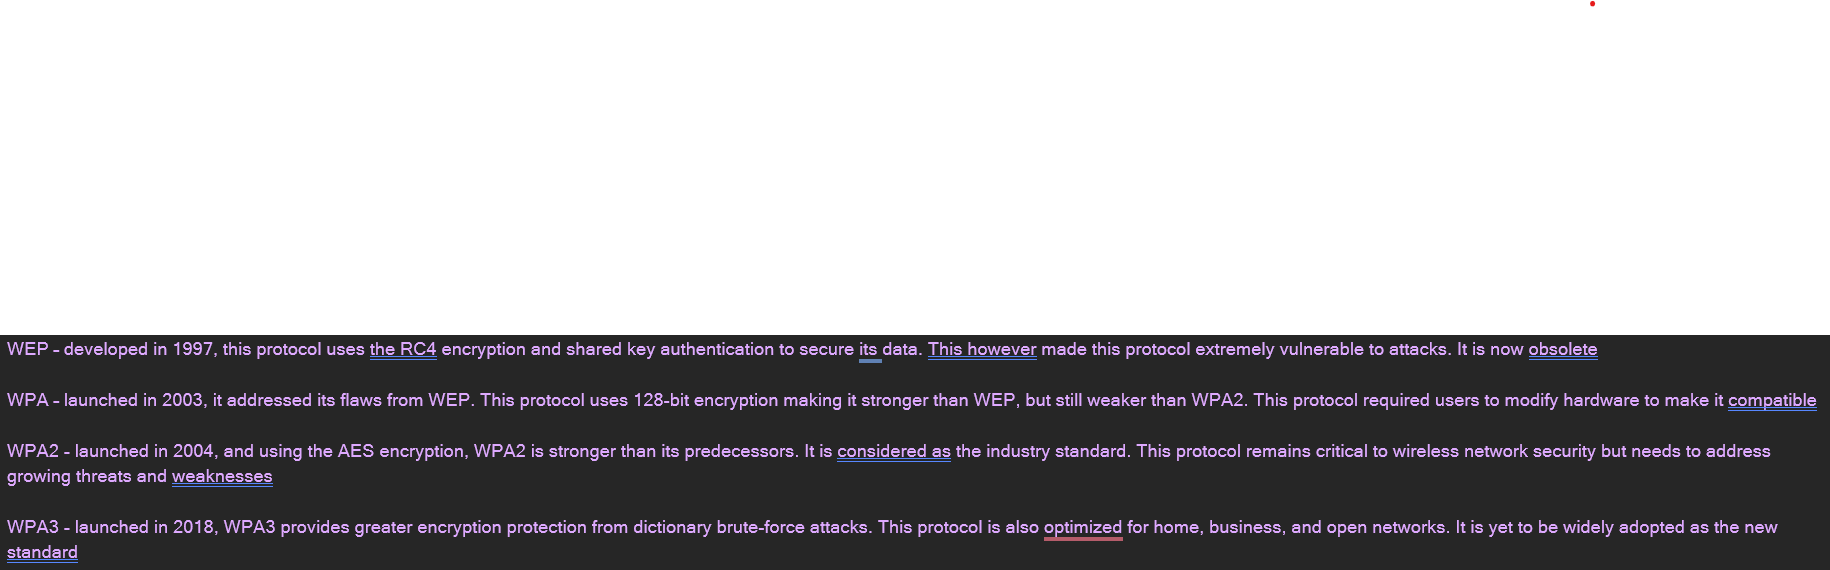 WEP – developed in 1997, this protocol uses the RC4 encryption and shared key authentication to secure its data. This however made this protocol extremely vulnerable to attacks. It is now obsolete
WPA – launched in 2003, it addressed its flaws from WEP. This protocol uses 128-bit encryption making it stronger than WEP, but still weaker than WPA2. This protocol required users to modify hardware to make it compatible
WPA2 - launched in 2004, and using the AES encryption, WPA2 is stronger than its predecessors. It is considered as the industry standard. This protocol remains critical to wireless network security but needs to address
growing threats and weaknesses
WPA3 - launched in 2018, WPA3 provides greater encryption protection from dictionary brute-force attacks. This protocol is also optimized for home, business, and open networks. It is yet to be widely adopted as the new
standard